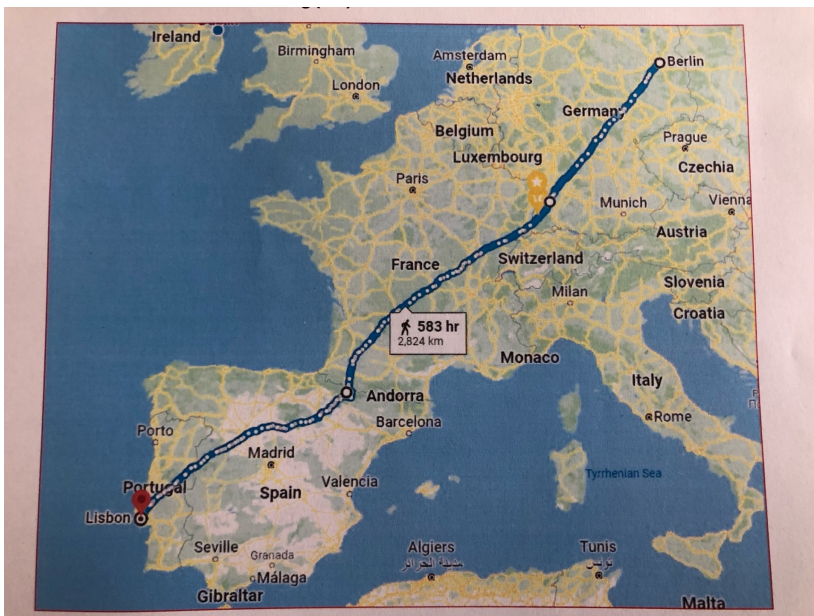 Ireland
Birmingham
London
Amsterdam
Netherlands
Berlin
Germany
Belgium
Luxembourg
Prague
Czechia
Paris
Munich
Vienna
Austria
France
Switzerland
Slovenia
Milan
Croatia
583 hr
2,824 km
Monaco
Italy
Andorra
Rome
Barcelona
Porto
Madrid
Portugal
Spain
Valencia
Tyrrhenian Sea
Lisbon
Seville
Granada
Málaga
Gibraltar
Algiers
مدينة الجزائر
Tunis
تونس
Malta